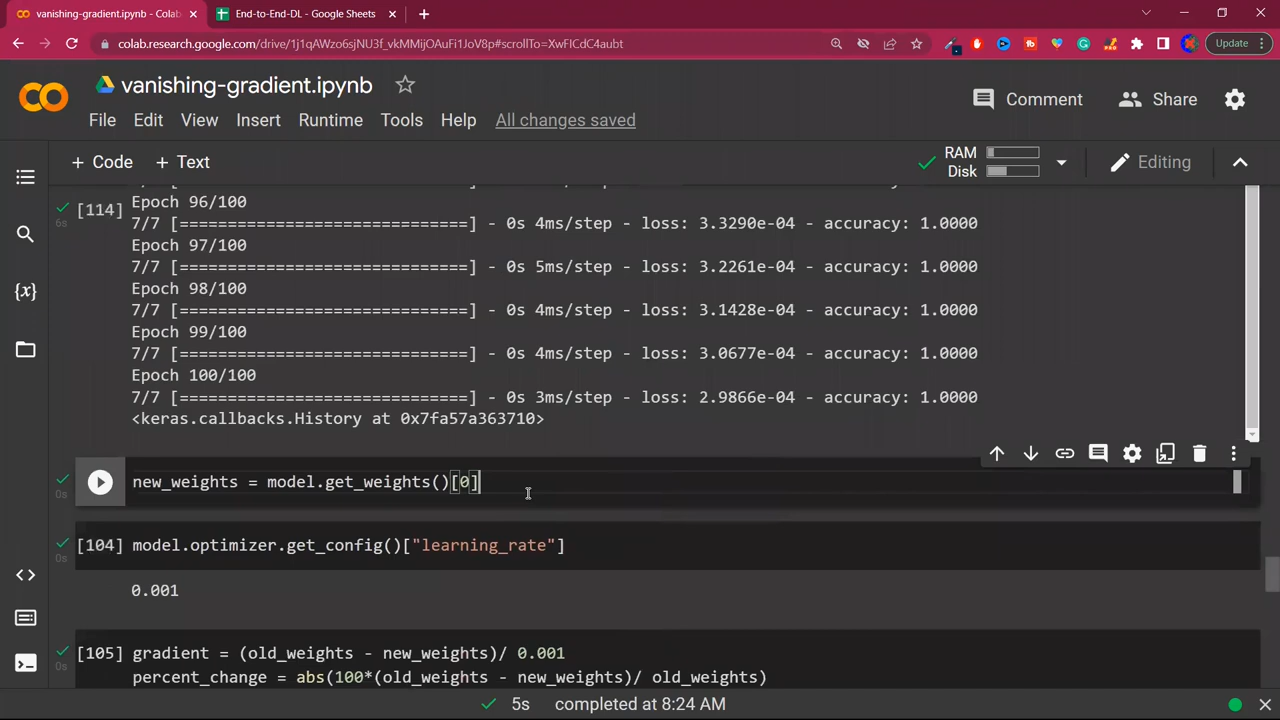 vanishing-gradient.ipynb - Colab
End-to-End-DL - Google Sheets
colab.research.google.com/drive/1j1qAWzo6sjNU3f_vkMMijOAuFi1JoV8p#scrollTo=XwFICdC4aubt
Update
vanishing-gradient.ipynb
Comment
Share
File Edit View Insert Runtime Tools Help All changes saved
+ Code + Text
RAM
Disk
Editing
[114]
6s
Epoch 96/100
7/7 [==============================] - 0s 4ms/step - loss: 3.3290e-04 - accuracy: 1.0000
Epoch 97/100
7/7 [==============================] - 0s 5ms/step - loss: 3.2261e-04 - accuracy: 1.0000
Epoch 98/100
7/7 [==============================] - 0s 4ms/step - loss: 3.1428e-04 - accuracy: 1.0000
Epoch 99/100
7/7 [==============================] - 0s 4ms/step - loss: 3.0677e-04 - accuracy: 1.0000
Epoch 100/100
7/7 [==============================] - 0s 3ms/step - loss: 2.9866e-04 - accuracy: 1.0000
<keras.callbacks.History at 0x7fa57a363710>
new_weights = model.get_weights()[0]
0s
[104] model.optimizer.get_config()["learning_rate"]
0s
0.001
[105] gradient = (old_weights - new_weights)/ 0.001
0s
percent_change = abs(100*(old_weights - new_weights)/ old_weights)
5s completed at 8:24 AM